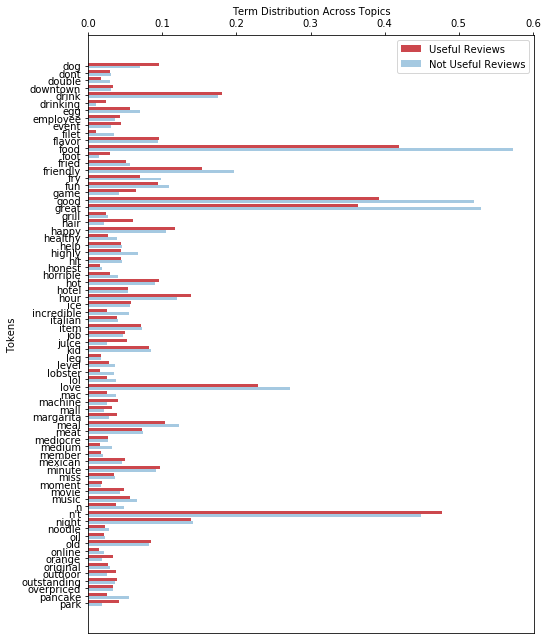 Term Distribution Across Topics
0.0 0.1 0.2 0.3 0.4 0.5 0.6
Useful Reviews
Not Useful Reviews
Tokens
dog
dont
double
downtown
drink
drinking
egg
employee
event
filet
flavor
food
foot
fried
friendly
fry
fun
game
good
great
grill
hair
happy
healthy
help
highly
hit
honest
horrible
hot
hotel
hour
ice
incredible
italian
item
job
juice
kid
leg
level
lobster
lol
love
mac
machine
mall
margarita
meal
meat
mediocre
medium
member
mexican
minute
miss
moment
movie
music
n
n't
night
noodle
oil
old
online
orange
original
outdoor
outstanding
overpriced
pancake
park